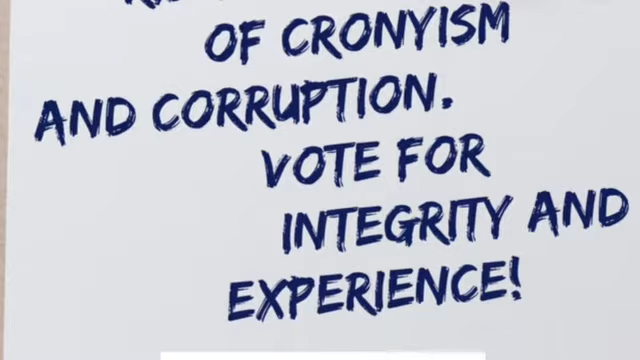 OF CRONYISM
AND CORRUPTION.
VOTE FOR
INTEGRITY AND
EXPERIENCE!